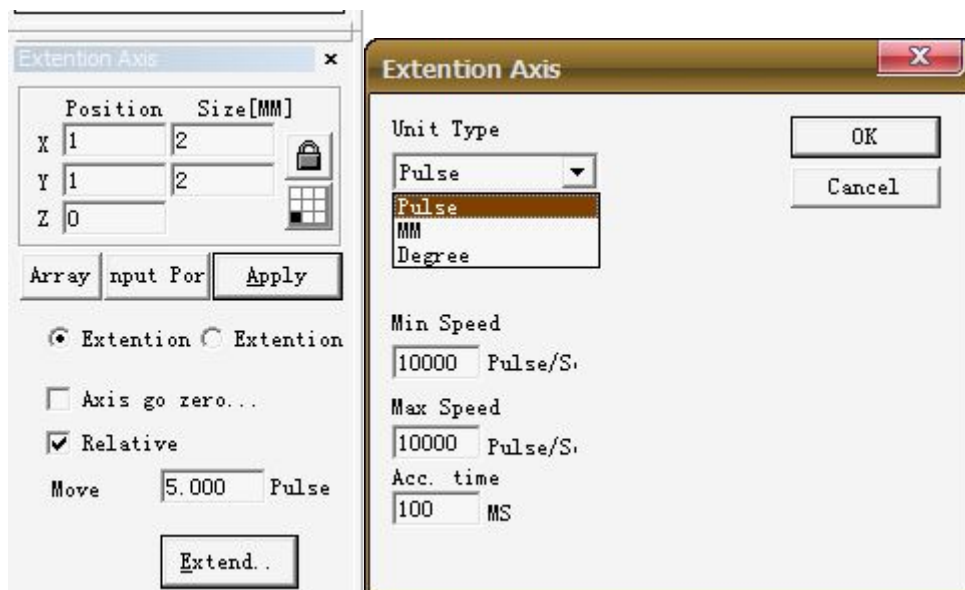 Extention Axis
Position Size[MM]
X 1 2
Y 1 2
Z 0
Array nput Por Apply
Extention Extention
Axis go zero...
Relative
Move 5.000 Pulse
Extend..
Extention Axis
Unit Type
OK
Pulse
Cancel
Pulse
MM
Degree
Min Speed
10000 Pulse/S
Max Speed
10000 Pulse/S
Acc. time
100 MS